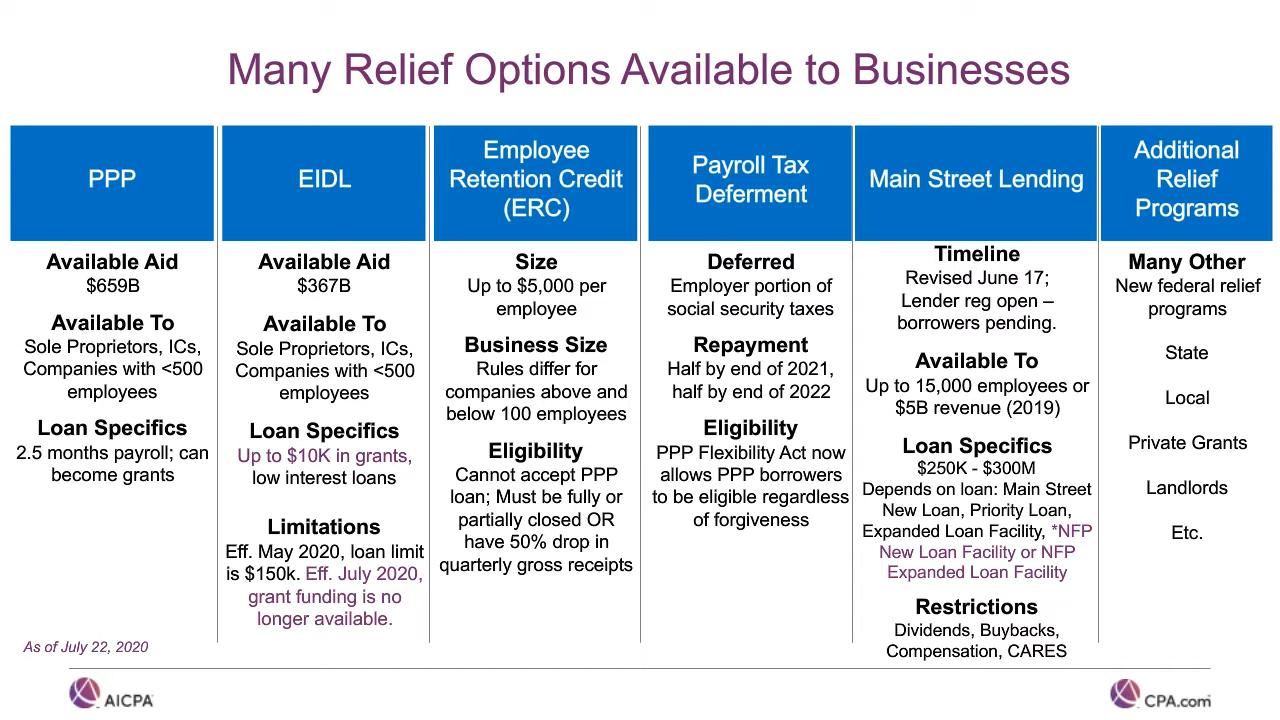 Many Relief Options Available to Businesses
PPP
Available Aid
$659B
Available To
Sole Proprietors, ICs,
Companies with <500
employees
Loan Specifics
2.5 months payroll; can
become grants
EIDL
Available Aid
$367B
Available To
Sole Proprietors, ICs,
Companies with <500
employees
Loan Specifics
Up to $10K in grants,
low interest loans
Limitations
Eff. May 2020, loan limit
is $150k. Eff. July 2020,
grant funding is no
longer available.
Employee
Retention Credit
(ERC)
Size
Up to $5,000 per
employee
Business Size
Rules differ for
companies above and
below 100 employees
Eligibility
Cannot accept PPP
loan; Must be fully or
partially closed OR
have 50% drop in
quarterly gross receipts
Payroll Tax
Deferment
Deferred
Employer portion of
social security taxes
Repayment
Half by end of 2021,
half by end of 2022
Eligibility
PPP Flexibility Act now
allows PPP borrowers
to be eligible regardless
of forgiveness
Main Street Lending
Timeline
Revised June 17;
Lender reg open –
borrowers pending.
Available To
Up to 15,000 employees or
$5B revenue (2019)
Loan Specifics
$250K - $300M
Depends on loan: Main Street
New Loan, Priority Loan,
Expanded Loan Facility, *NFP
New Loan Facility or NFP
Expanded Loan Facility
Restrictions
Dividends, Buybacks,
Compensation, CARES
Additional
Relief
Programs
Many Other
New federal relief
programs
State
Local
Private Grants
Landlords
Etc.
As of July 22, 2020
AICPA
CPA.com